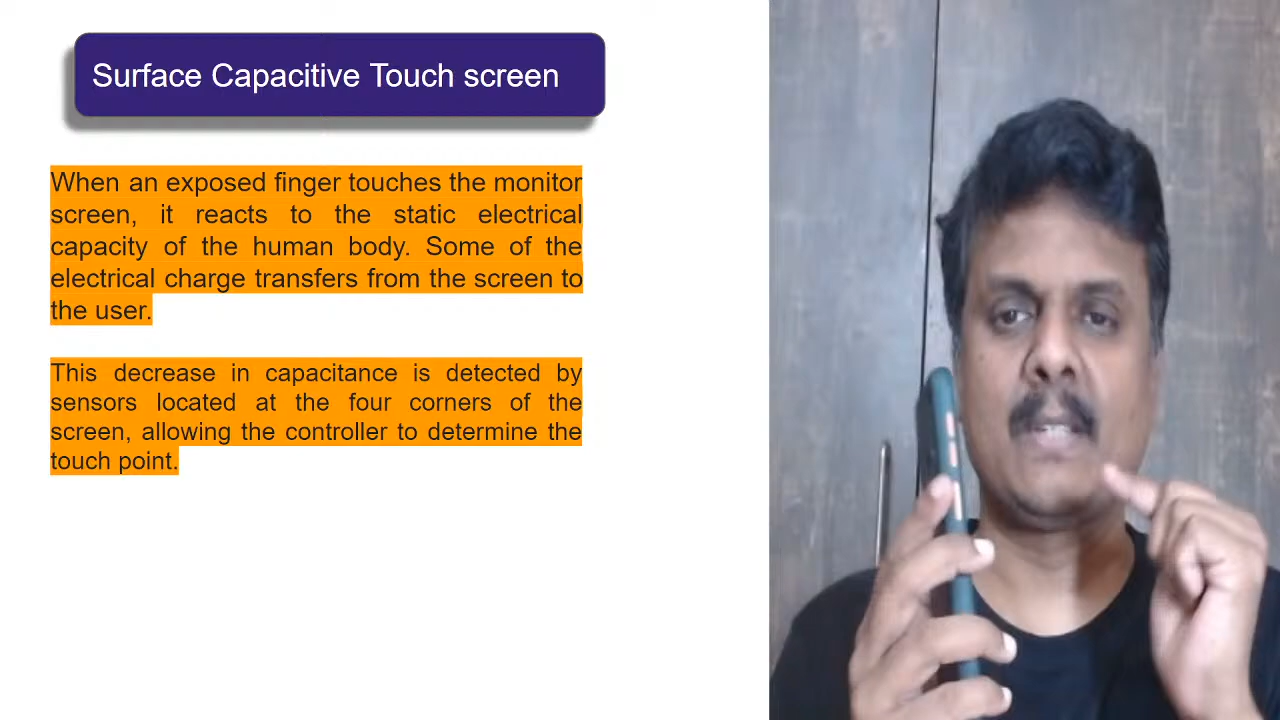 Surface Capacitive Touch screen
When an exposed finger touches the monitor
screen, it reacts to the static electrical
capacity of the human body. Some of the
electrical charge transfers from the screen to
the user.
This decrease in capacitance is detected by
sensors located at the four corners of the
screen, allowing the controller to determine the
touch point.